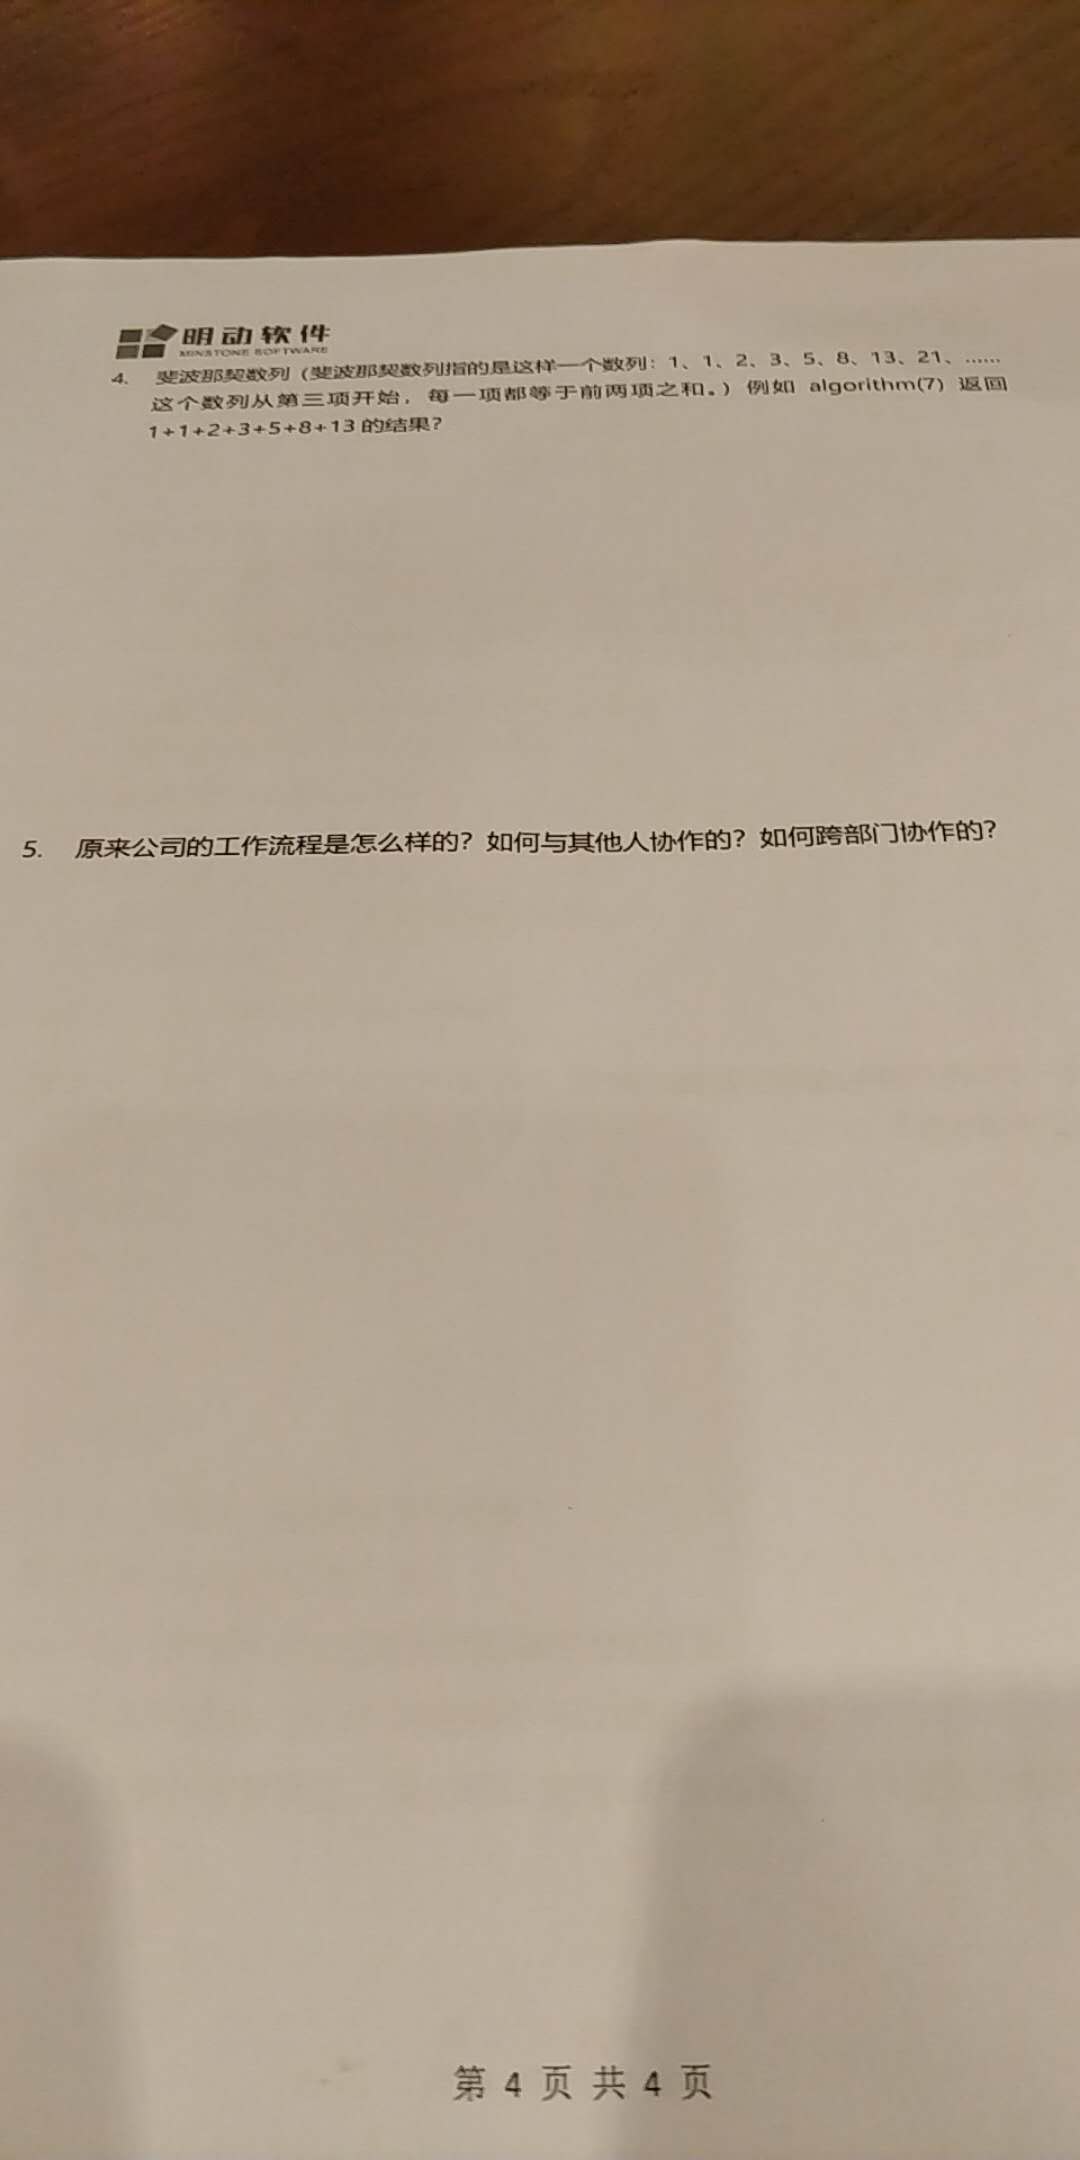 明动软件
MINSTONE SOFTWARE
4. 斐波那契数列（斐波那契数列指的是这样一个数列：1、1、2、3、5、8、13、21、……
这个数列从第三项开始，每一项都等于前两项之和。）例如 algorithm(7) 返回
1+1+2+3+5+8+13 的结果？
5. 原来公司的工作流程是怎么样的？如何与其他人协作的？如何跨部门协作的？
第 4 页 共 4 页